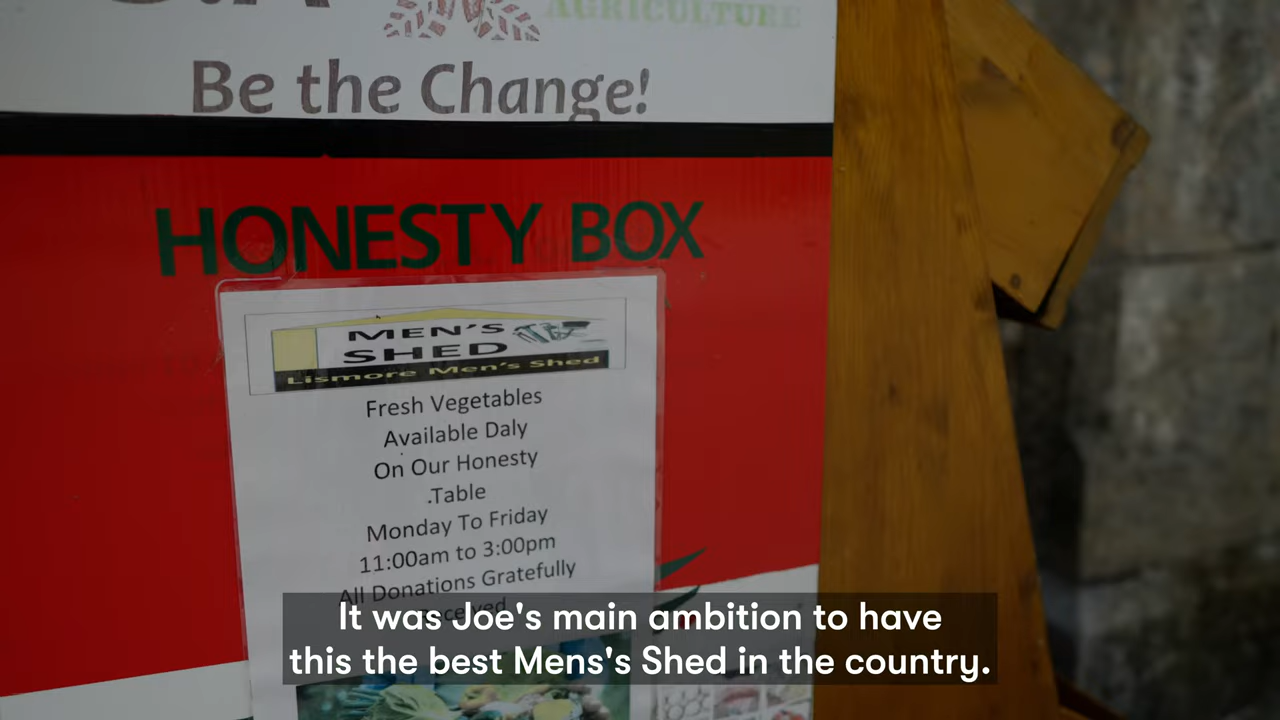 AGRICULTURE
Be the Change!
HONESTY BOX
MEN'S
SHED
Lismore Men's Shed
Fresh Vegetables
Available Daly
On Our Honesty
.Table
Monday To Friday
11:00am to 3:00pm
All Donations Gratefully
Received
It was Joe's main ambition to have
this the best Mens's Shed in the country.